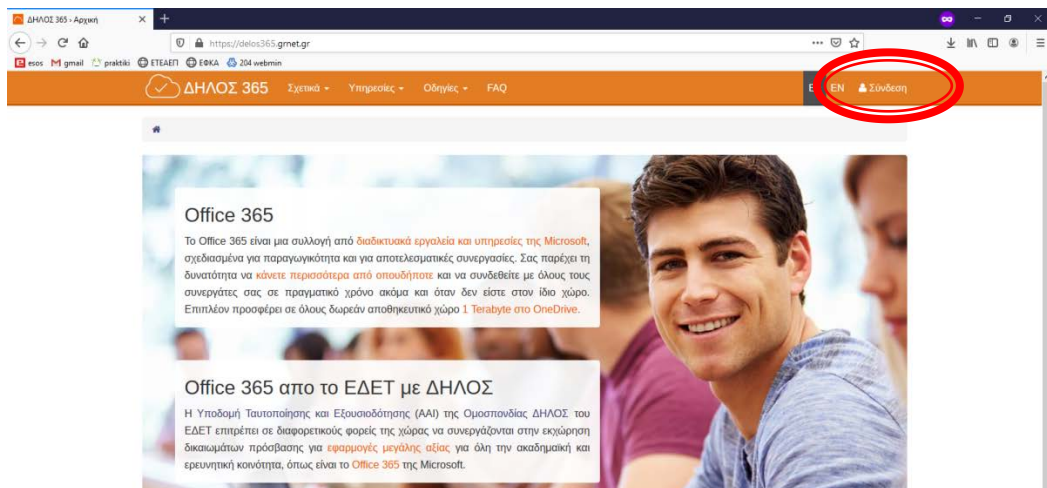 ΔΗΛΟΣ 365 › Αρχική
https://delos365.grnet.gr
esos gmail praktiki ΕΤΕΑΕΠ ΕΦΚΑ 204 webmin
ΔΗΛΟΣ 365 Σχετικά Υπηρεσίες Οδηγίες FAQ EN Σύνδεση
Office 365
Το Office 365 είναι μια συλλογή από διαδικτυακά εργαλεία και υπηρεσίες της Microsoft,
σχεδιασμένα για παραγωγικότητα και για αποτελεσματικές συνεργασίες. Σας παρέχει τη
δυνατότητα να κάνετε περισσότερα από οπουδήποτε και να συνδεθείτε με όλους τους
συνεργάτες σας σε πραγματικό χρόνο ακόμα και όταν δεν είστε στον ίδιο χώρο.
Επιπλέον προσφέρει σε όλους δωρεάν αποθηκευτικό χώρο 1 Terabyte στο OneDrive.
Office 365 απο το ΕΔΕΤ με ΔΗΛΟΣ
Η Υποδομή Ταυτοποίησης και Εξουσιοδότησης (ΑΑΙ) της Ομοσπονδίας ΔΗΛΟΣ του
ΕΔΕΤ επιτρέπει σε διαφορετικούς φορείς της χώρας να συνεργάζονται στην εκχώρηση
δικαιωμάτων πρόσβασης για εφαρμογές μεγάλης αξίας για όλη την ακαδημαϊκή και
ερευνητική κοινότητα, όπως είναι το Office 365 της Microsoft.